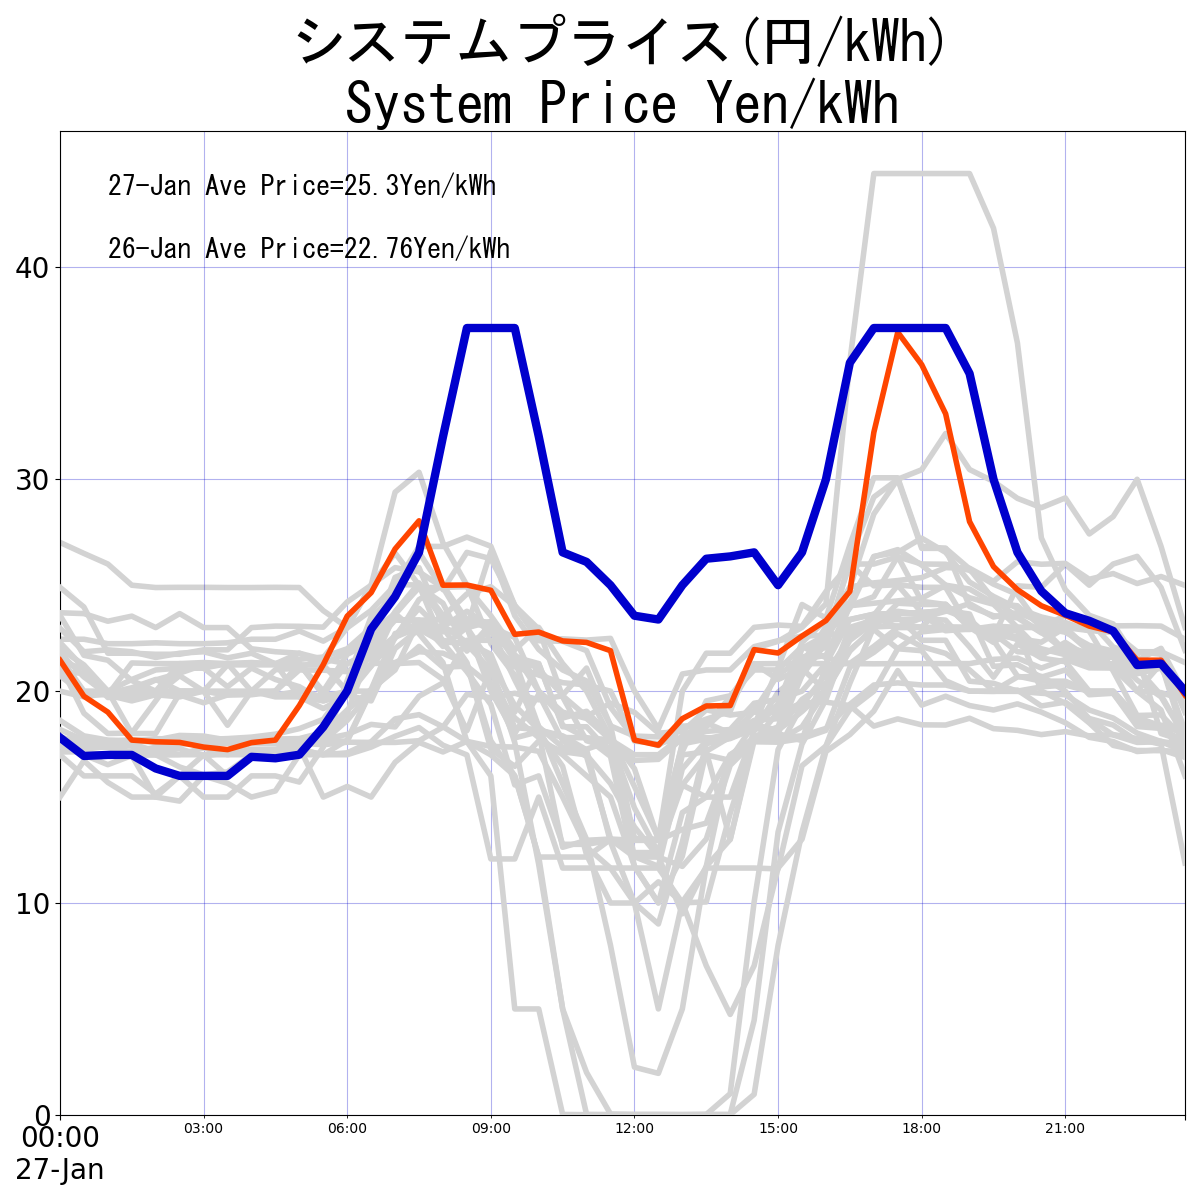 システムプライス(円/kWh)
System Price Yen/kWh
27-Jan Ave Price=25.3Yen/kWh
26-Jan Ave Price=22.76Yen/kWh
40
30
20
10
0
00:00 03:00 06:00 09:00 12:00 15:00 18:00 21:00
27-Jan